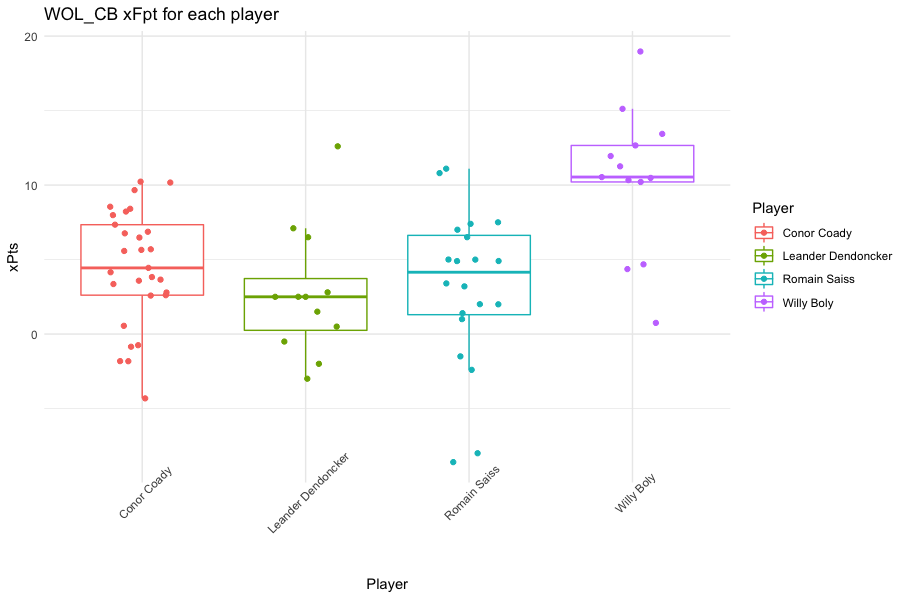 WOL_CB xFpt for each player
20
10
0
xPts
Conor Coady
Leander Dendoncker
Romain Saiss
Willy Boly
Player
Player
Conor Coady
Leander Dendoncker
Romain Saiss
Willy Boly